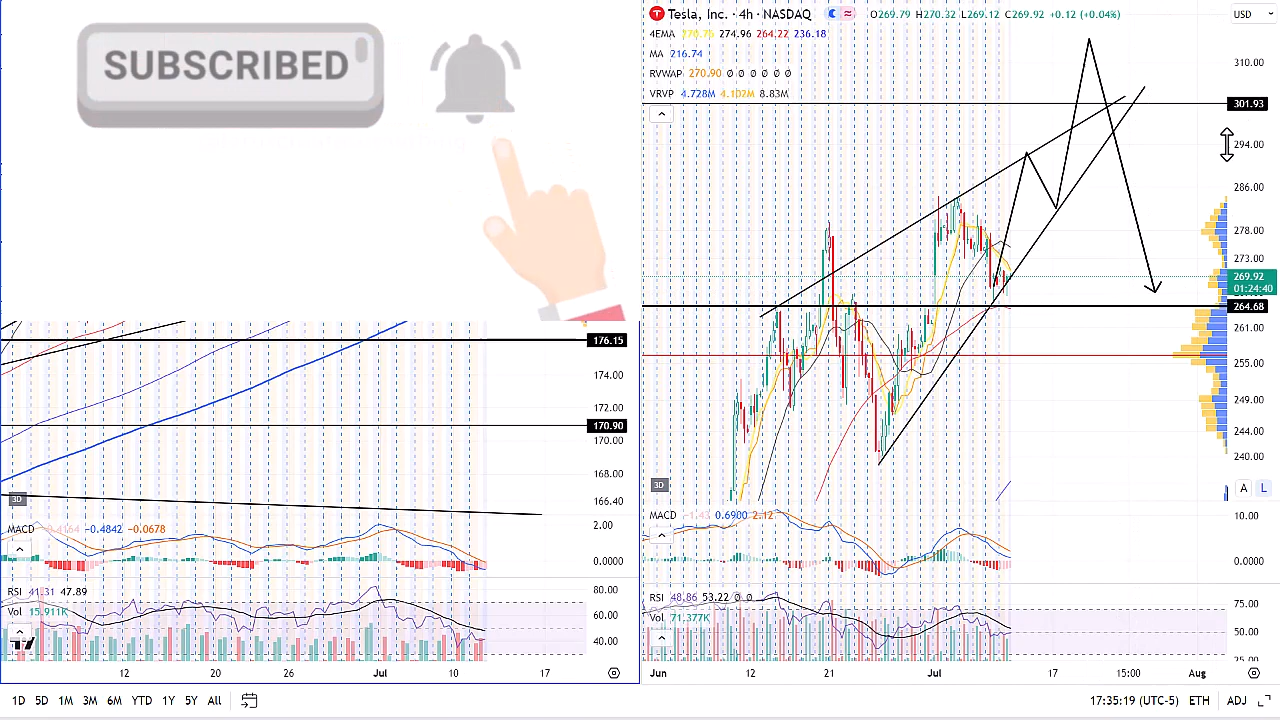 SUBSCRIBED
176.15
174.00
172.00
170.90
170.00
168.00
166.40
3D
MACD −0.4164 −0.4842 −0.0678
2.00
0.0000
RSI 41.31 47.89
Vol 15.911K
80.00
60.00
40.00
12 20 26 Jul 10 17
Tesla, Inc. · 4h · NASDAQ O269.79 H270.32 L269.12 C269.92 +0.12 (+0.04%)
USD
4EMA 270.75 274.96 264.22 236.18
MA 216.74
RVWAP 270.90 ∅ ∅ ∅ ∅ ∅ ∅
VRVP 4.728M 4.102M 8.83M
310.00
301.93
294.00
286.00
278.00
273.00
269.92
01:24:40
264.68
261.00
255.00
249.00
244.00
240.00
3D
A L
MACD −1.43 0.6900 2.12
10.00
0.0000
RSI 48.86 53.22 ∅ ∅
Vol 71.377K
75.00
50.00
25.00
Jun 12 21 Jul 17 15:00 Aug
1D 5D 1M 3M 6M YTD 1Y 5Y All
17:35:19 (UTC-5) ETH ADJ